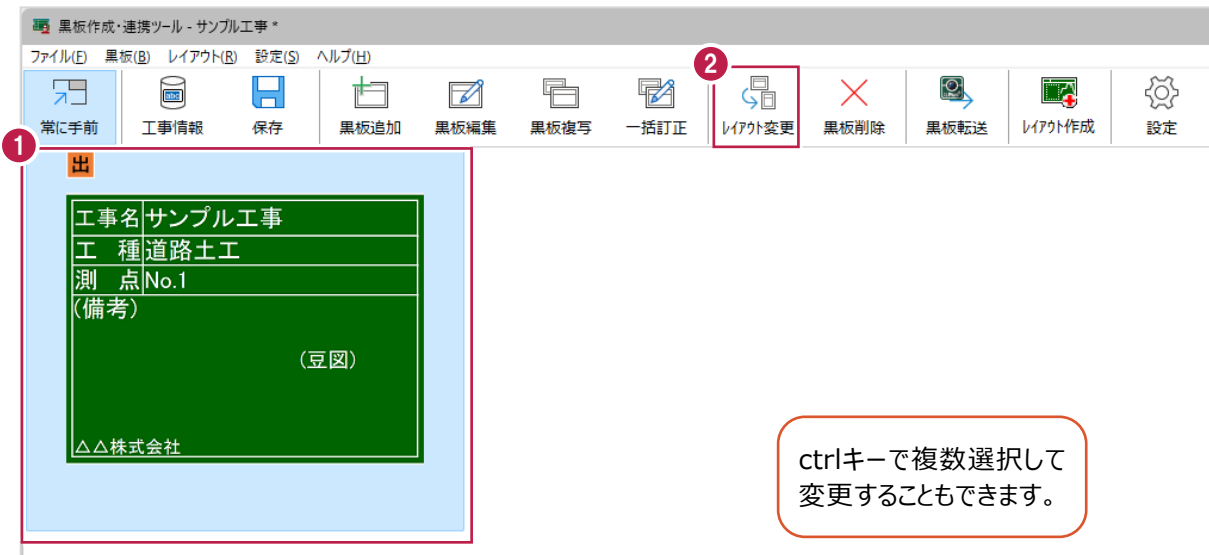 黒板作成・連携ツール - サンプル工事 *
ファイル(F) 黒板(B) レイアウト(R) 設定(S) ヘルプ(H)
2
常に手前 工事情報 保存 黒板追加 黒板編集 黒板複写 一括訂正 レイアウト変更 黒板削除 黒板転送 レイアウト作成 設定
abc
1
出
工事名 サンプル工事
工 種 道路土工
測 点 No.1
(備考)
(豆図)
△△株式会社
ctrlキーで複数選択して
変更することもできます。